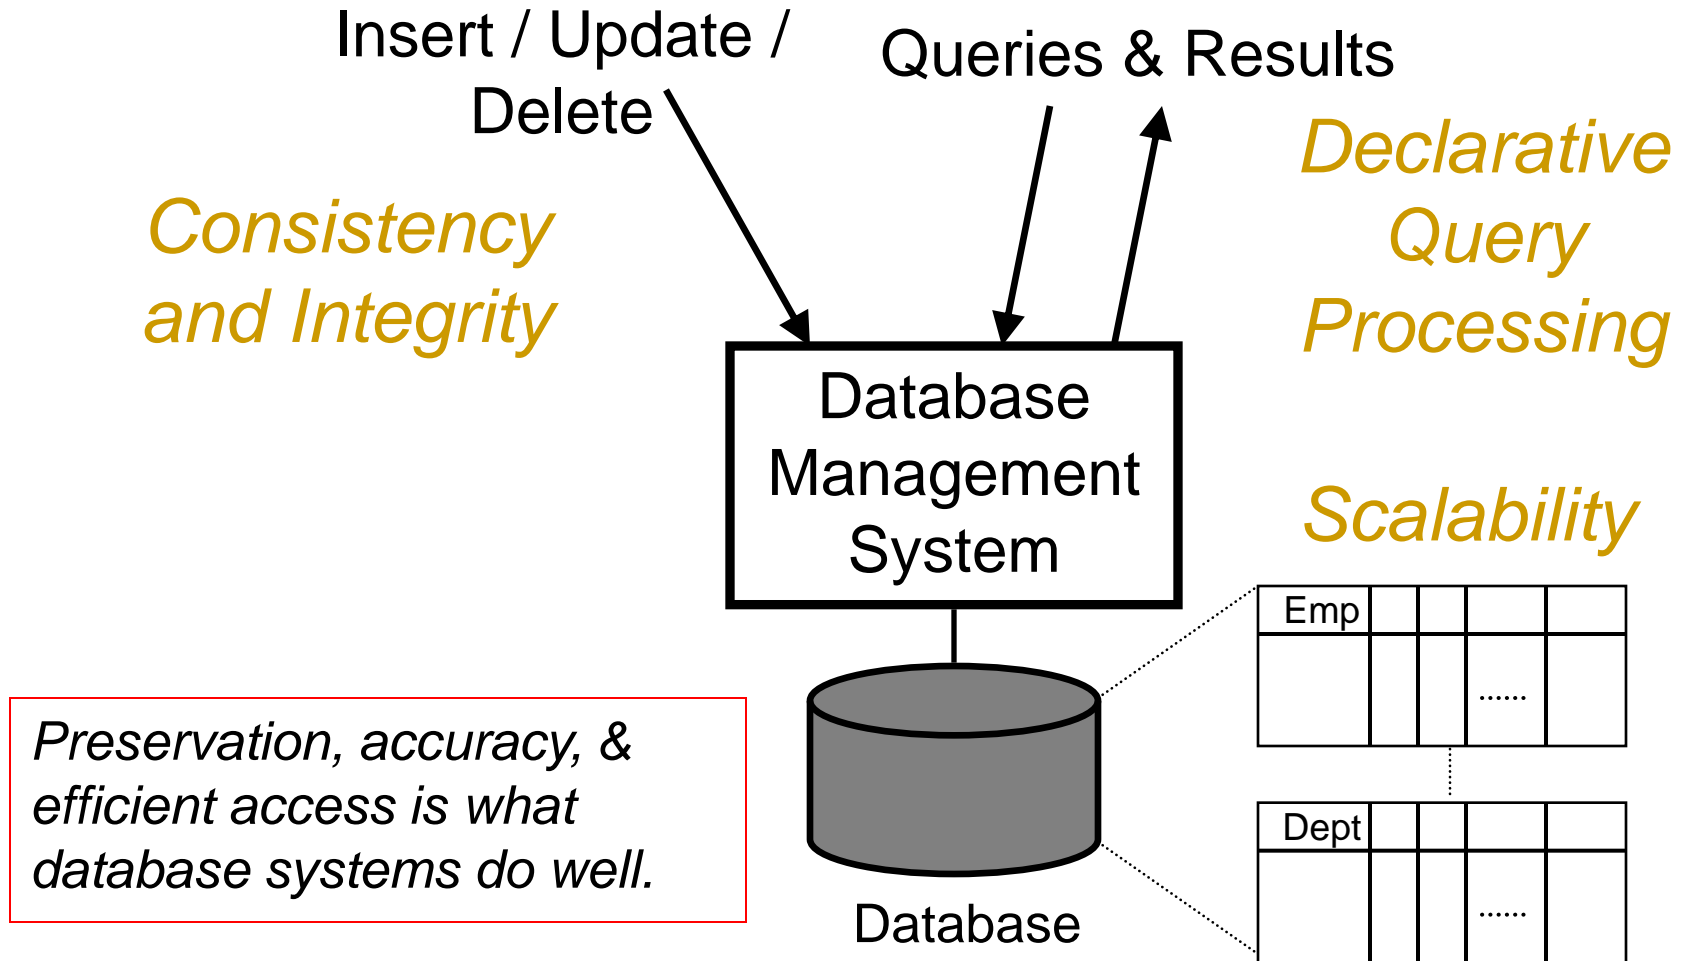 Insert / Update /
Delete
Queries & Results
Declarative
Query
Processing
Consistency
and Integrity
Database
Management
System
Scalability
Emp
......
Preservation, accuracy, &
efficient access is what
database systems do well.
Dept
......
Database